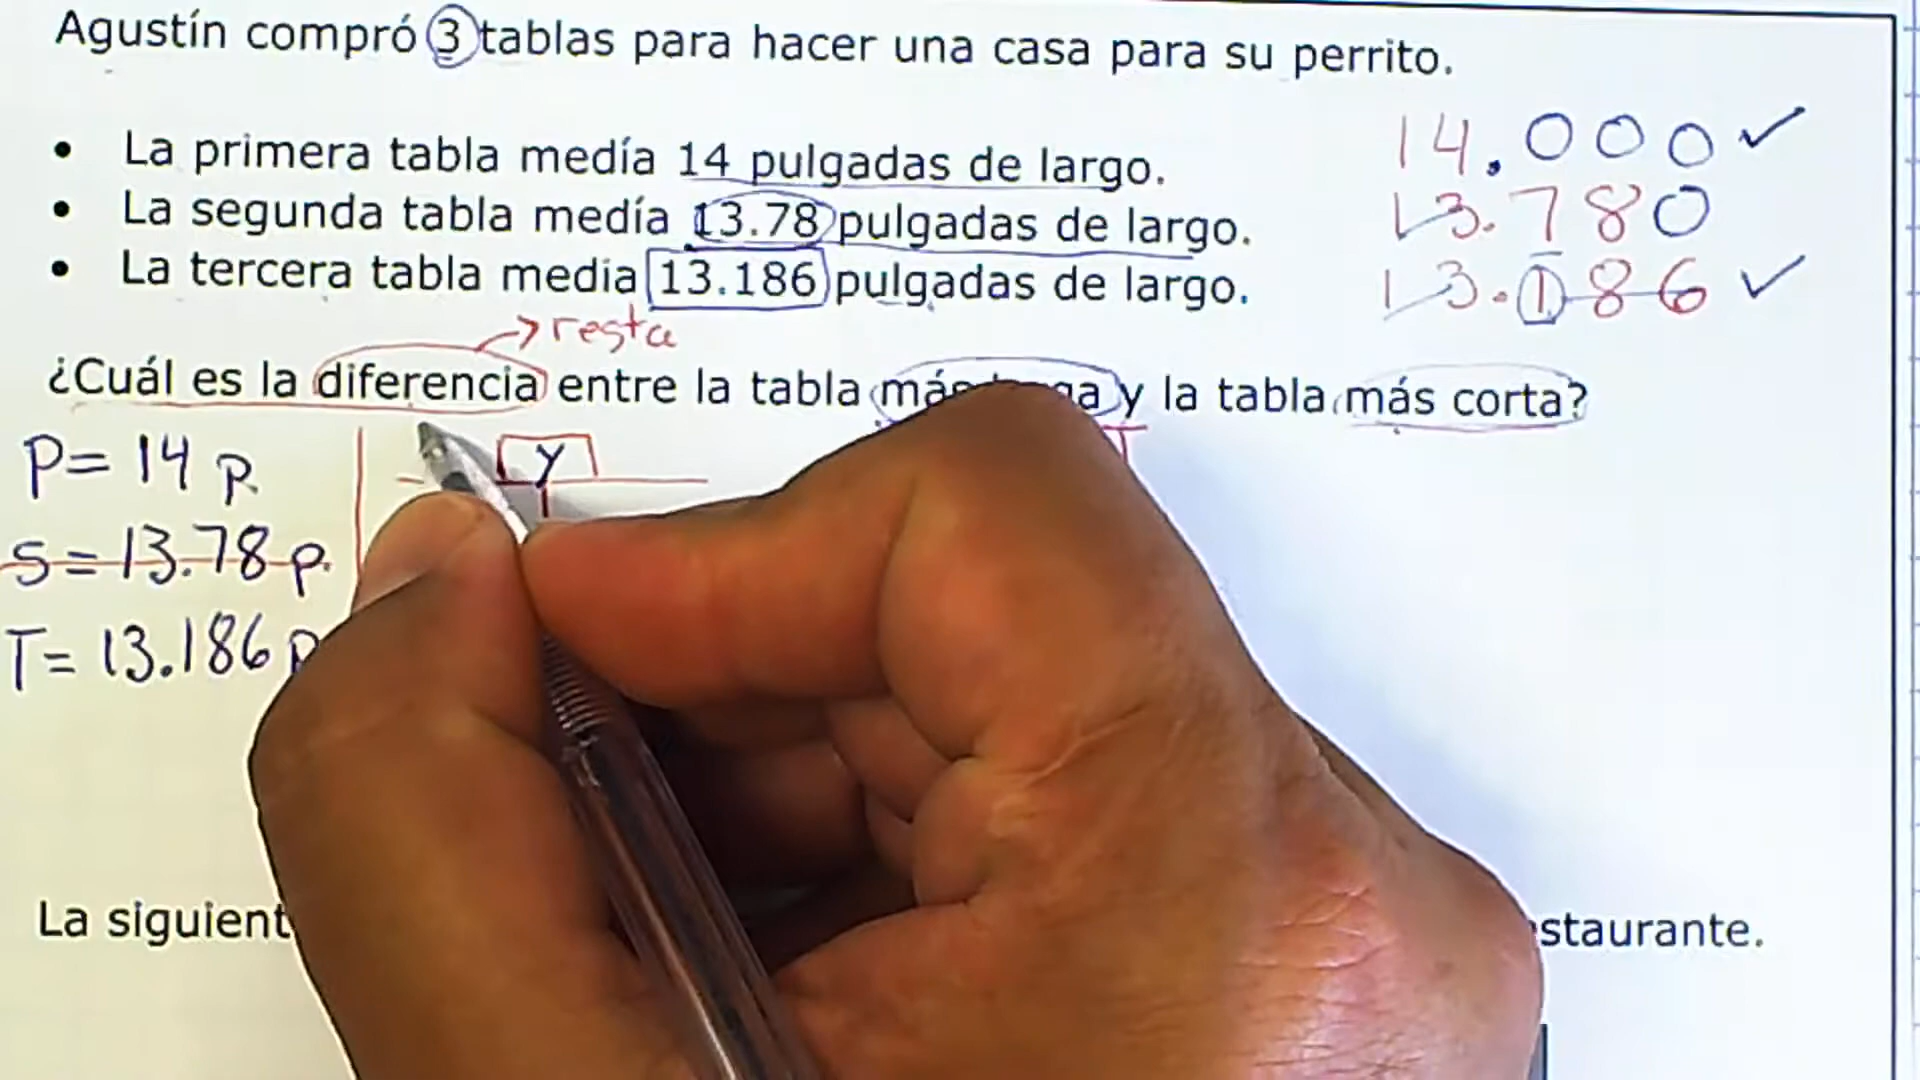 Agustín compró 3 tablas para hacer una casa para su perrito.
• La primera tabla medía 14 pulgadas de largo.
• La segunda tabla medía 13.78 pulgadas de largo.
• La tercera tabla media 13.186 pulgadas de largo.
14.000 ✓
13.780
13.186 ✓
→ resta
¿Cuál es la diferencia entre la tabla más y la tabla más corta?
P = 14 p.
S = 13.78 p.
T = 13.186 p
y
La siguient
staurante.